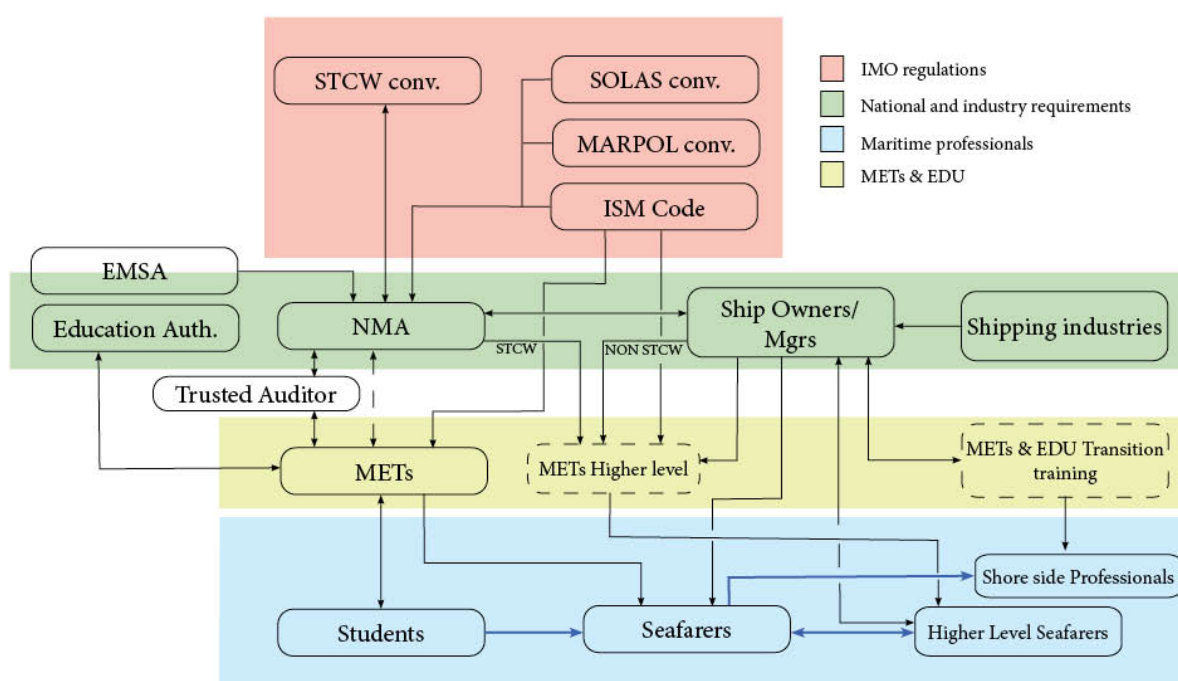 STCW conv.
SOLAS conv.
MARPOL conv.
ISM Code
IMO regulations
National and industry requirements
Maritime professionals
METs & EDU
EMSA
Education Auth.
NMA
Ship Owners/
Mgrs
Shipping industries
STCW
NON STCW
Trusted Auditor
METs
METs Higher level
METs & EDU Transition
training
Shore side Professionals
Students
Seafarers
Higher Level Seafarers